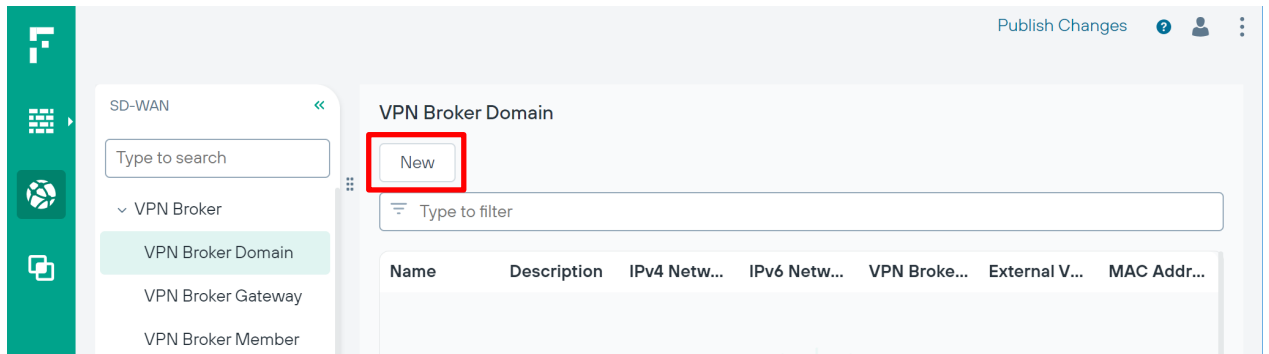 Publish Changes
SD-WAN
Type to search
VPN Broker
VPN Broker Domain
VPN Broker Gateway
VPN Broker Member
VPN Broker Domain
New
Type to filter
Name Description IPv4 Netw... IPv6 Netw... VPN Broke... External V... MAC Addr...